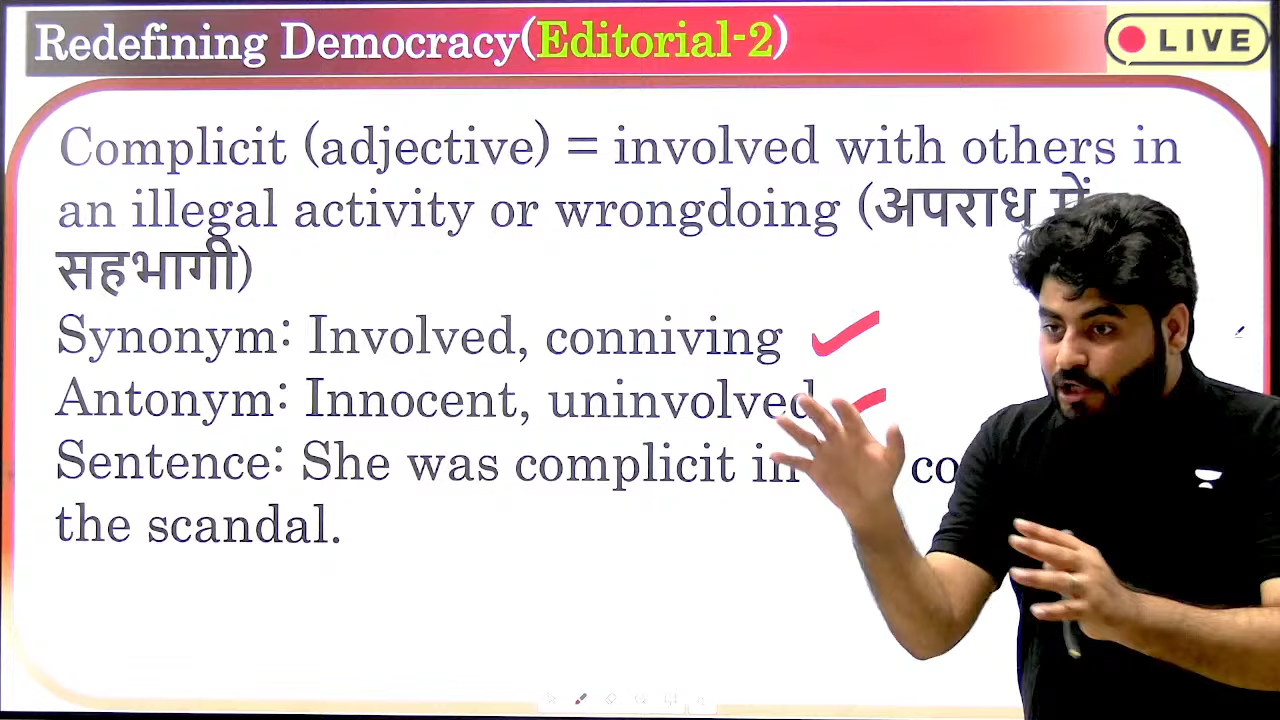 Redefining Democracy(Editorial-2)
LIVE
Complicit (adjective) = involved with others in
an illegal activity or wrongdoing (अपराध में
सहभागी)
Synonym: Involved, conniving
Antonym: Innocent, uninvolved
Sentence: She was complicit in
the scandal.